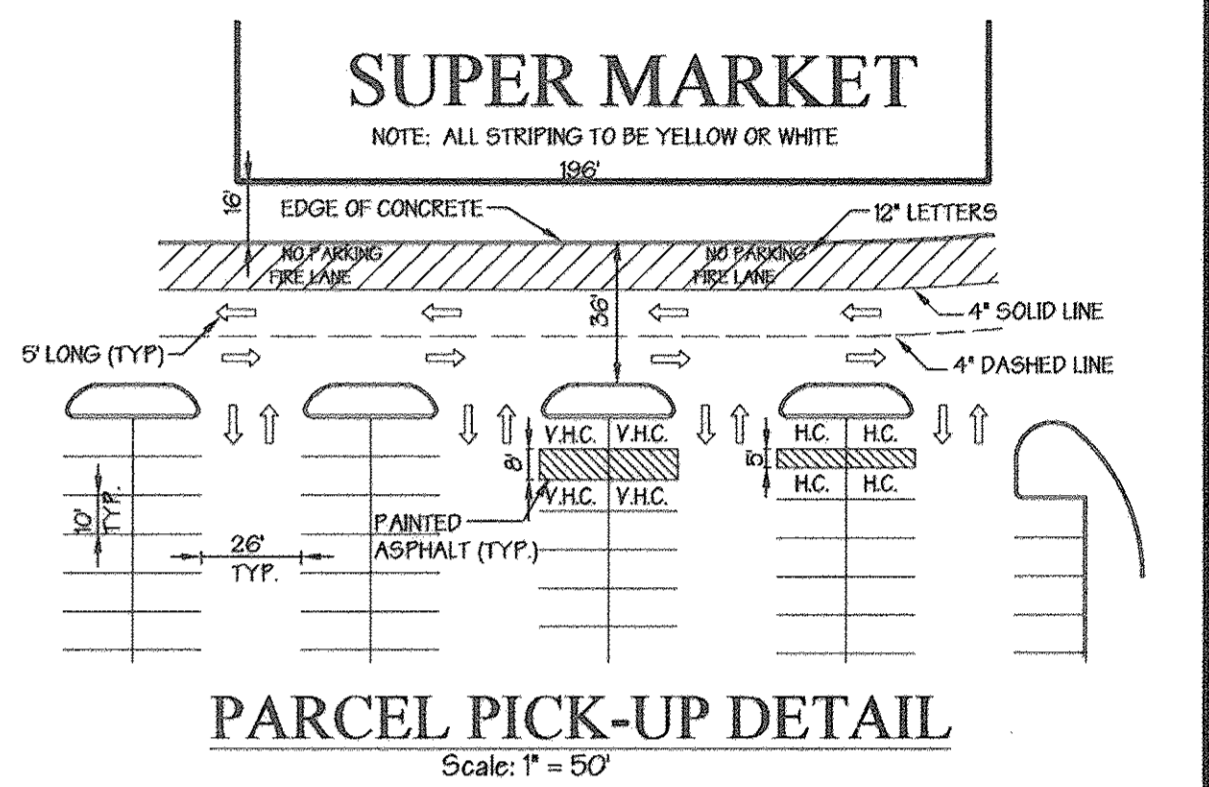 SUPER MARKET
NOTE: ALL STRIPING TO BE YELLOW OR WHITE
196'
16'
EDGE OF CONCRETE
12" LETTERS
NO PARKING
FIRE LANE
NO PARKING
FIRE LANE
36'
4" SOLID LINE
5' LONG (TYP)
4" DASHED LINE
V.H.C. V.H.C.
H.C. H.C.
8'
5'
V.H.C. V.H.C.
H.C. H.C.
10'
TYP.
PAINTED
ASPHALT (TYP.)
26'
TYP.
PARCEL PICK-UP DETAIL
Scale: 1" = 50'